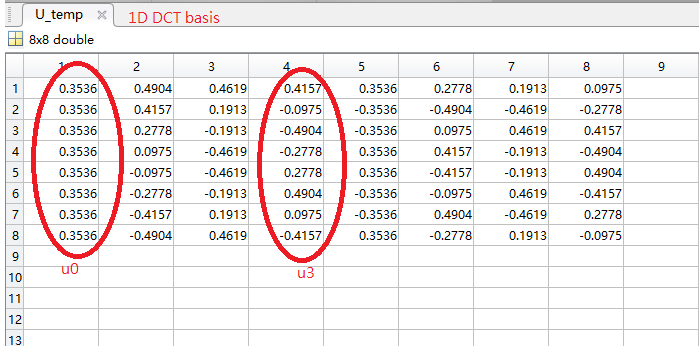 U_temp × 1D DCT basis
8x8 double
1 2 3 4 5 6 7 8 9
1 0.3536 0.4904 0.4619 0.4157 0.3536 0.2778 0.1913 0.0975
2 0.3536 0.4157 0.1913 -0.0975 -0.3536 -0.4904 -0.4619 -0.2778
3 0.3536 0.2778 -0.1913 -0.4904 -0.3536 0.0975 0.4619 0.4157
4 0.3536 0.0975 -0.4619 -0.2778 0.3536 0.4157 -0.1913 -0.4904
5 0.3536 -0.0975 -0.4619 0.2778 0.3536 -0.4157 -0.1913 0.4904
6 0.3536 -0.2778 -0.1913 0.4904 -0.3536 -0.0975 0.4619 -0.4157
7 0.3536 -0.4157 0.1913 0.0975 -0.3536 0.4904 -0.4619 0.2778
8 0.3536 -0.4904 0.4619 -0.4157 0.3536 -0.2778 0.1913 -0.0975
9
10 u0 u3
11
12
13